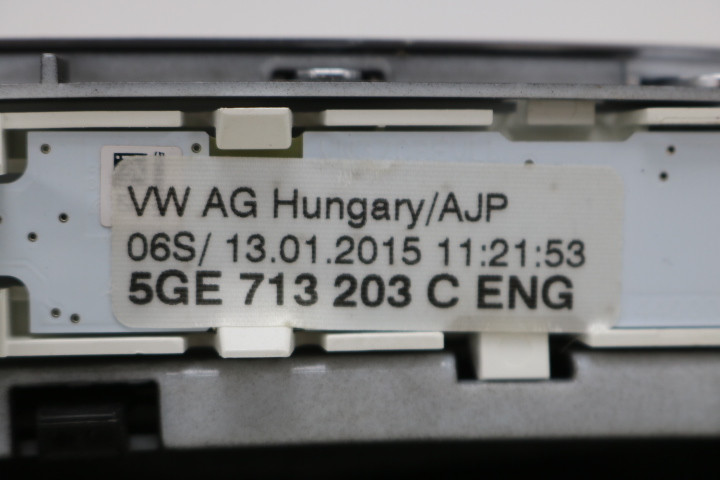 VW AG Hungary/AJP
06S/ 13.01.2015 11:21:53
5GE 713 203 C ENG